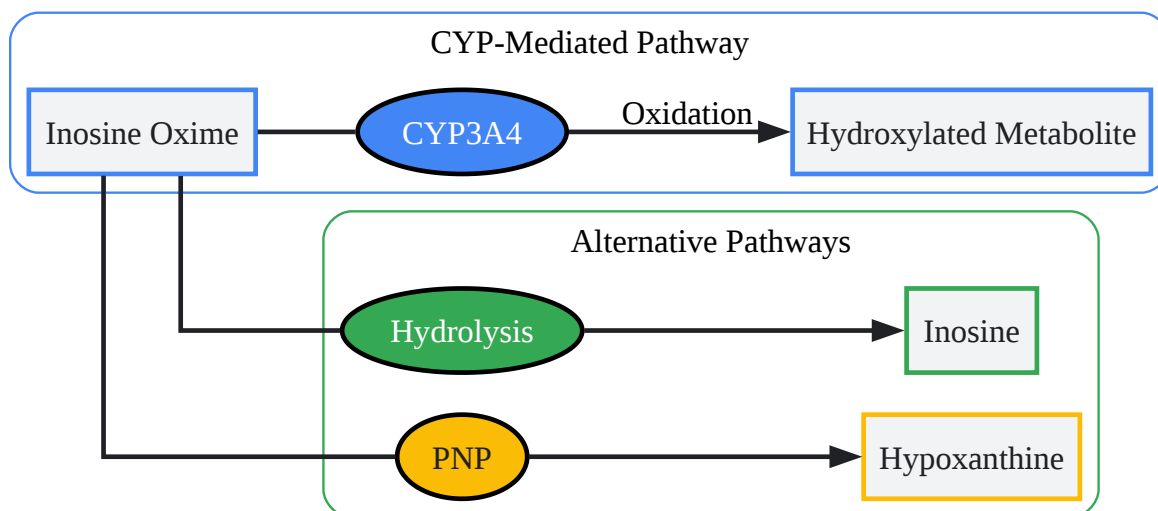 CYP-Mediated Pathway
Inosine Oxime
CYP3A4
Oxidation
Hydroxylated Metabolite
Alternative Pathways
Hydrolysis
Inosine
PNP
Hypoxanthine